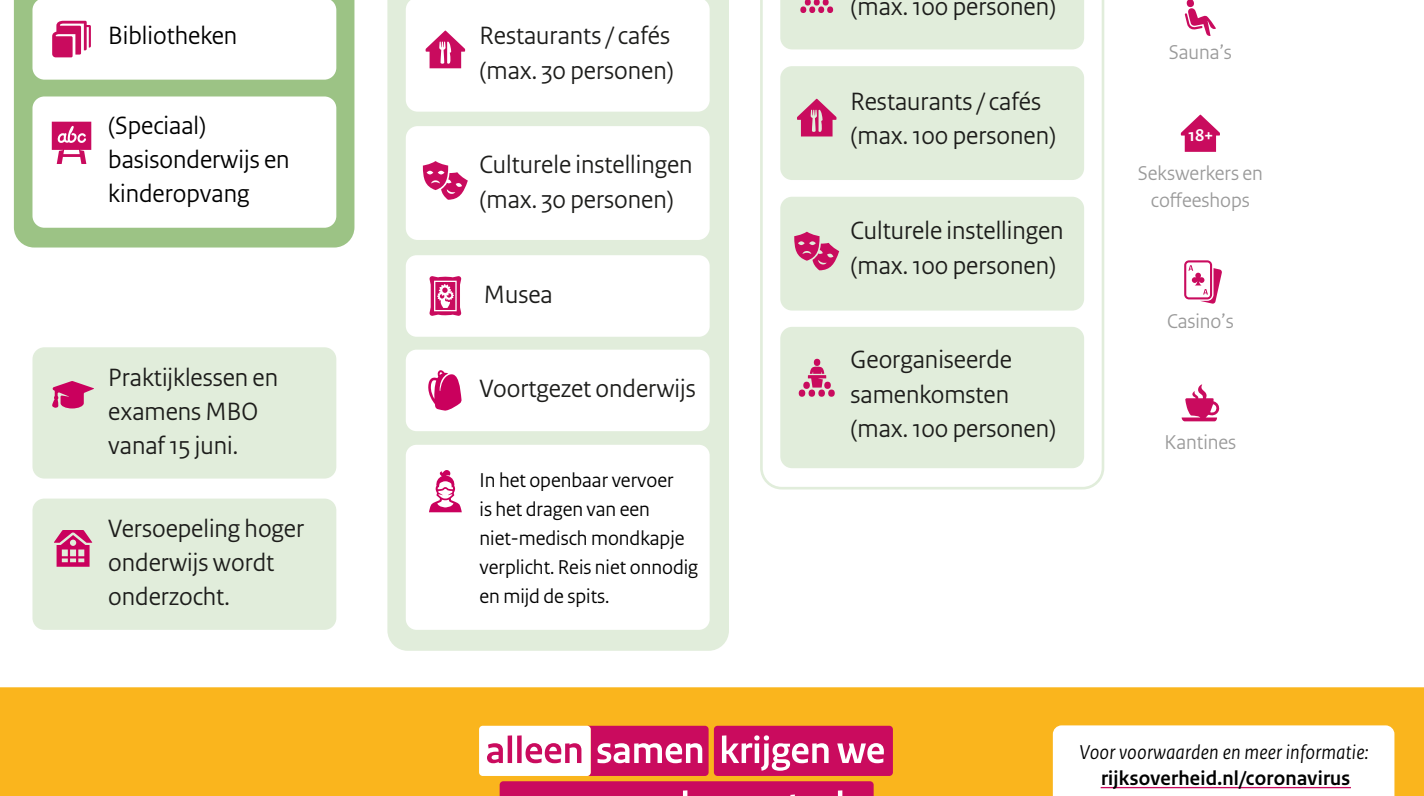 Bibliotheken
abc
(Speciaal)
basisonderwijs en
kinderopvang
Praktijklessen en
examens MBO
vanaf 15 juni.
Versoepeling hoger
onderwijs wordt
onderzocht.
Restaurants / cafés
(max. 30 personen)
Culturele instellingen
(max. 30 personen)
Musea
Voortgezet onderwijs
In het openbaar vervoer
is het dragen van een
niet-medisch mondkapje
verplicht. Reis niet onnodig
en mijd de spits.
(max. 100 personen)
Restaurants / cafés
(max. 100 personen)
Culturele instellingen
(max. 100 personen)
Georganiseerde
samenkomsten
(max. 100 personen)
Sauna's
18+
Sekswerkers en
coffeeshops
A
A
Casino's
Kantines
alleen samen krijgen we
Voor voorwaarden en meer informatie:
rijksoverheid.nl/coronavirus